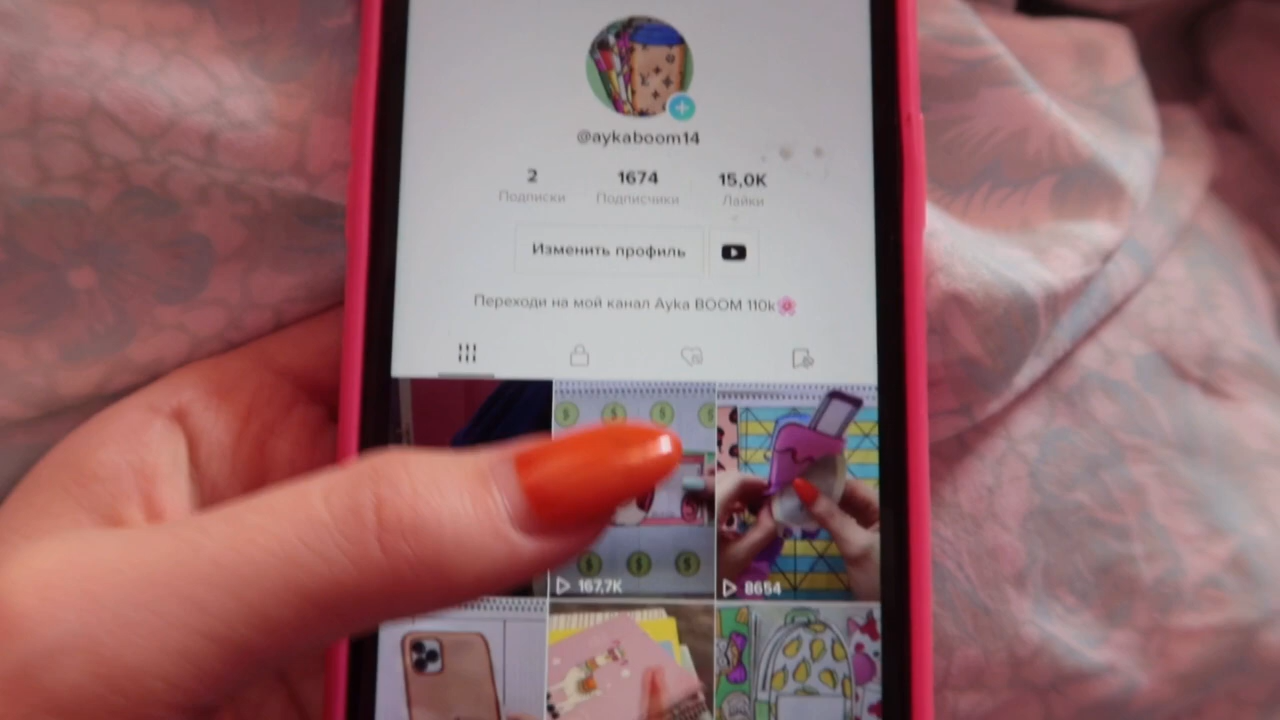 @aykaboom14
2 1674 15,0K
Подписки Подписчики Лайки
Изменить профиль
Переходи на мой канал Ayka BOOM 110k🌸
$ $ $ $
$ $ $
167,7K 8654